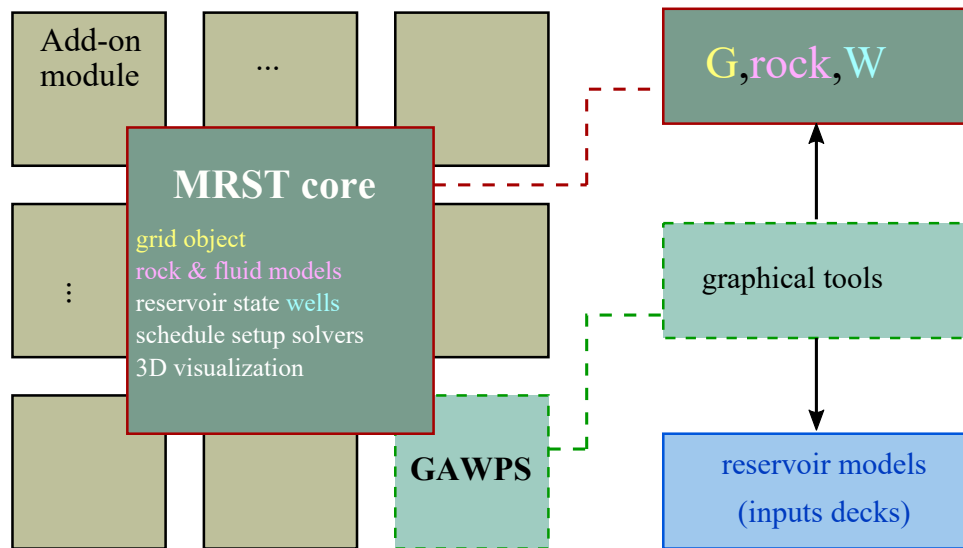 Add-on
module
...
G,rock,W
MRST core
grid object
rock & fluid models
reservoir state wells
schedule setup solvers
3D visualization
...
graphical tools
GAWPS
reservoir models
(inputs decks)